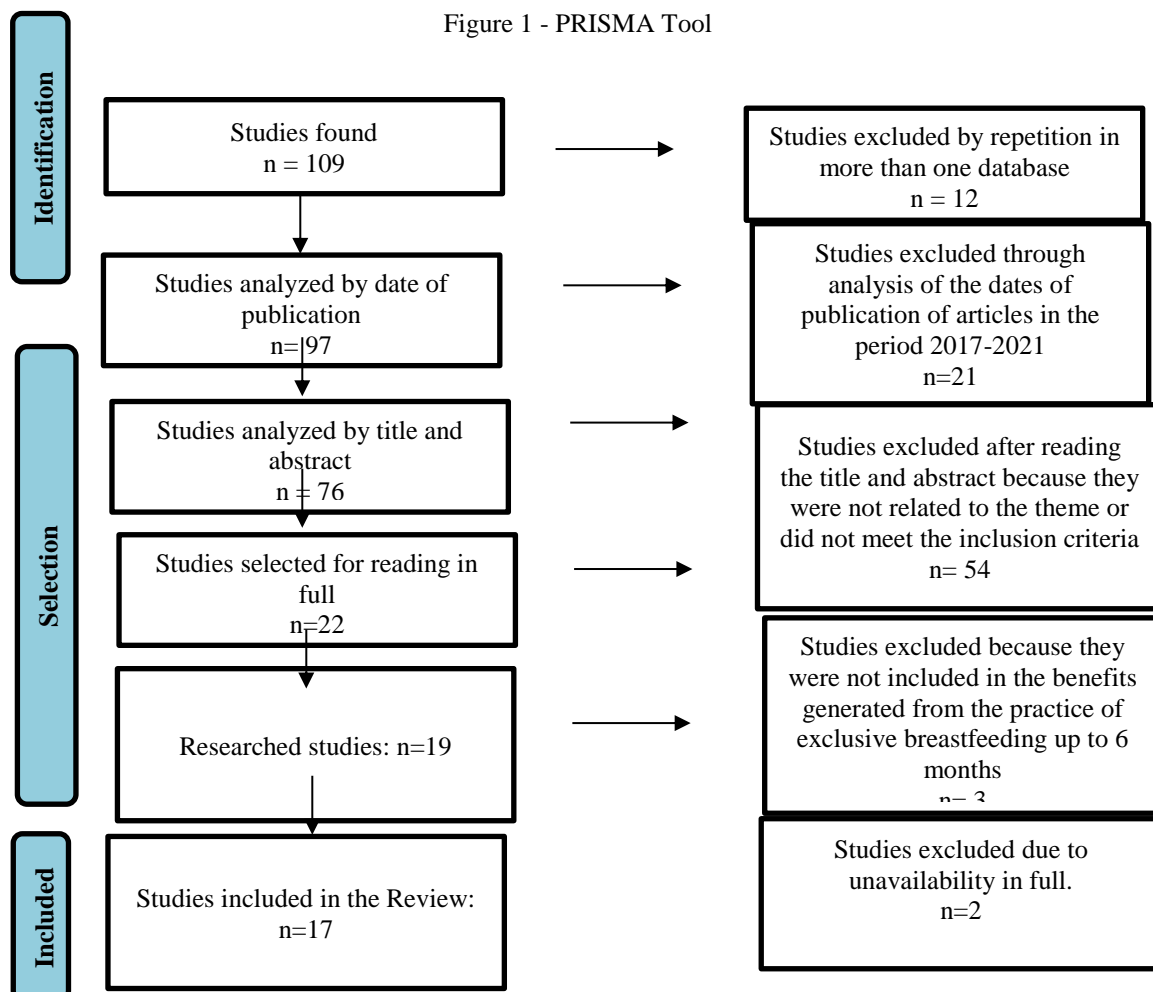 Figure 1 - PRISMA Tool
Identification
Studies found
n = 109
Studies excluded by repetition in
more than one database
n = 12
Studies analyzed by date of
publication
n= 97
Studies excluded through
analysis of the dates of
publication of articles in the
period 2017-2021
n=21
Selection
Studies analyzed by title and
abstract
n = 76
Studies excluded after reading
the title and abstract because they
were not related to the theme or
did not meet the inclusion criteria
n= 54
Studies selected for reading in
full
n=22
Studies excluded because they
were not included in the benefits
generated from the practice of
exclusive breastfeeding up to 6
months
n= 3
Researched studies: n=19
Included
Studies included in the Review:
n=17
Studies excluded due to
unavailability in full.
n=2